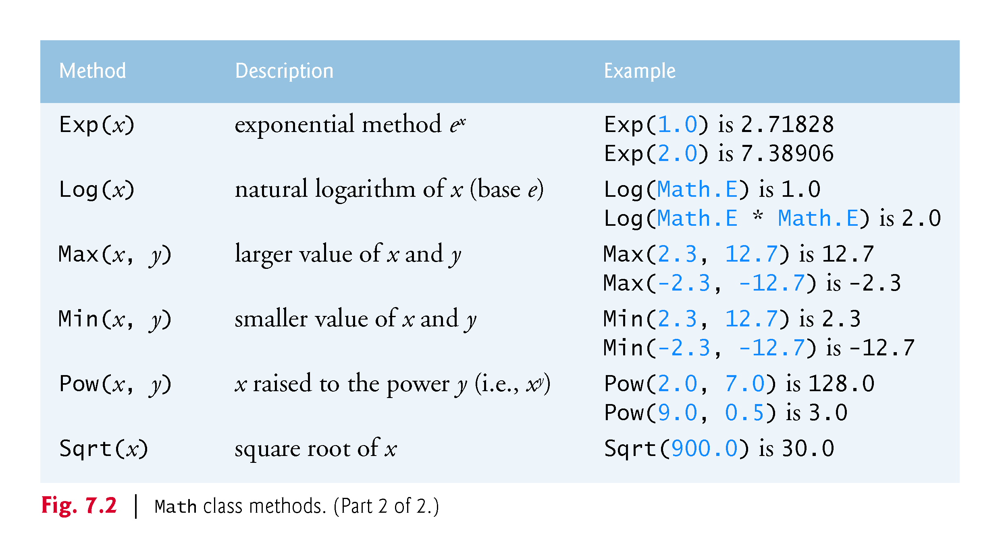 Method Description Example
Exp(x) exponential method eˣ Exp(1.0) is 2.71828
Exp(2.0) is 7.38906
Log(x) natural logarithm of x (base e) Log(Math.E) is 1.0
Log(Math.E * Math.E) is 2.0
Max(x, y) larger value of x and y Max(2.3, 12.7) is 12.7
Max(-2.3, -12.7) is -2.3
Min(x, y) smaller value of x and y Min(2.3, 12.7) is 2.3
Min(-2.3, -12.7) is -12.7
Pow(x, y) x raised to the power y (i.e., xʸ) Pow(2.0, 7.0) is 128.0
Pow(9.0, 0.5) is 3.0
Sqrt(x) square root of x Sqrt(900.0) is 30.0
Fig. 7.2 | Math class methods. (Part 2 of 2.)